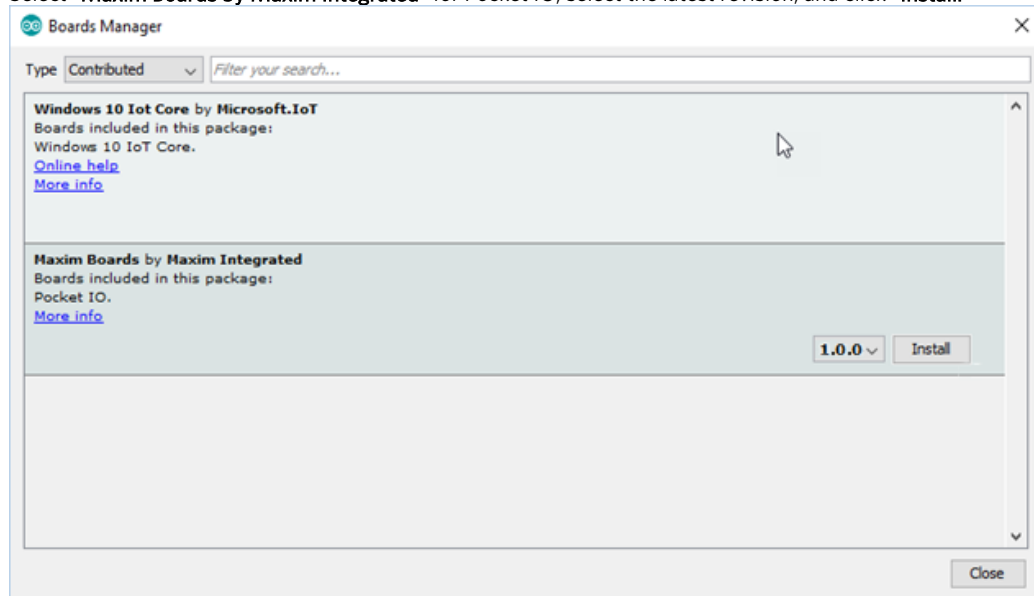 Boards Manager
Type Contributed Filter your search...
Windows 10 Iot Core by Microsoft.IoT
Boards included in this package:
Windows 10 IoT Core.
Online help
More info
Maxim Boards by Maxim Integrated
Boards included in this package:
Pocket IO.
More info
1.0.0 Install
Close